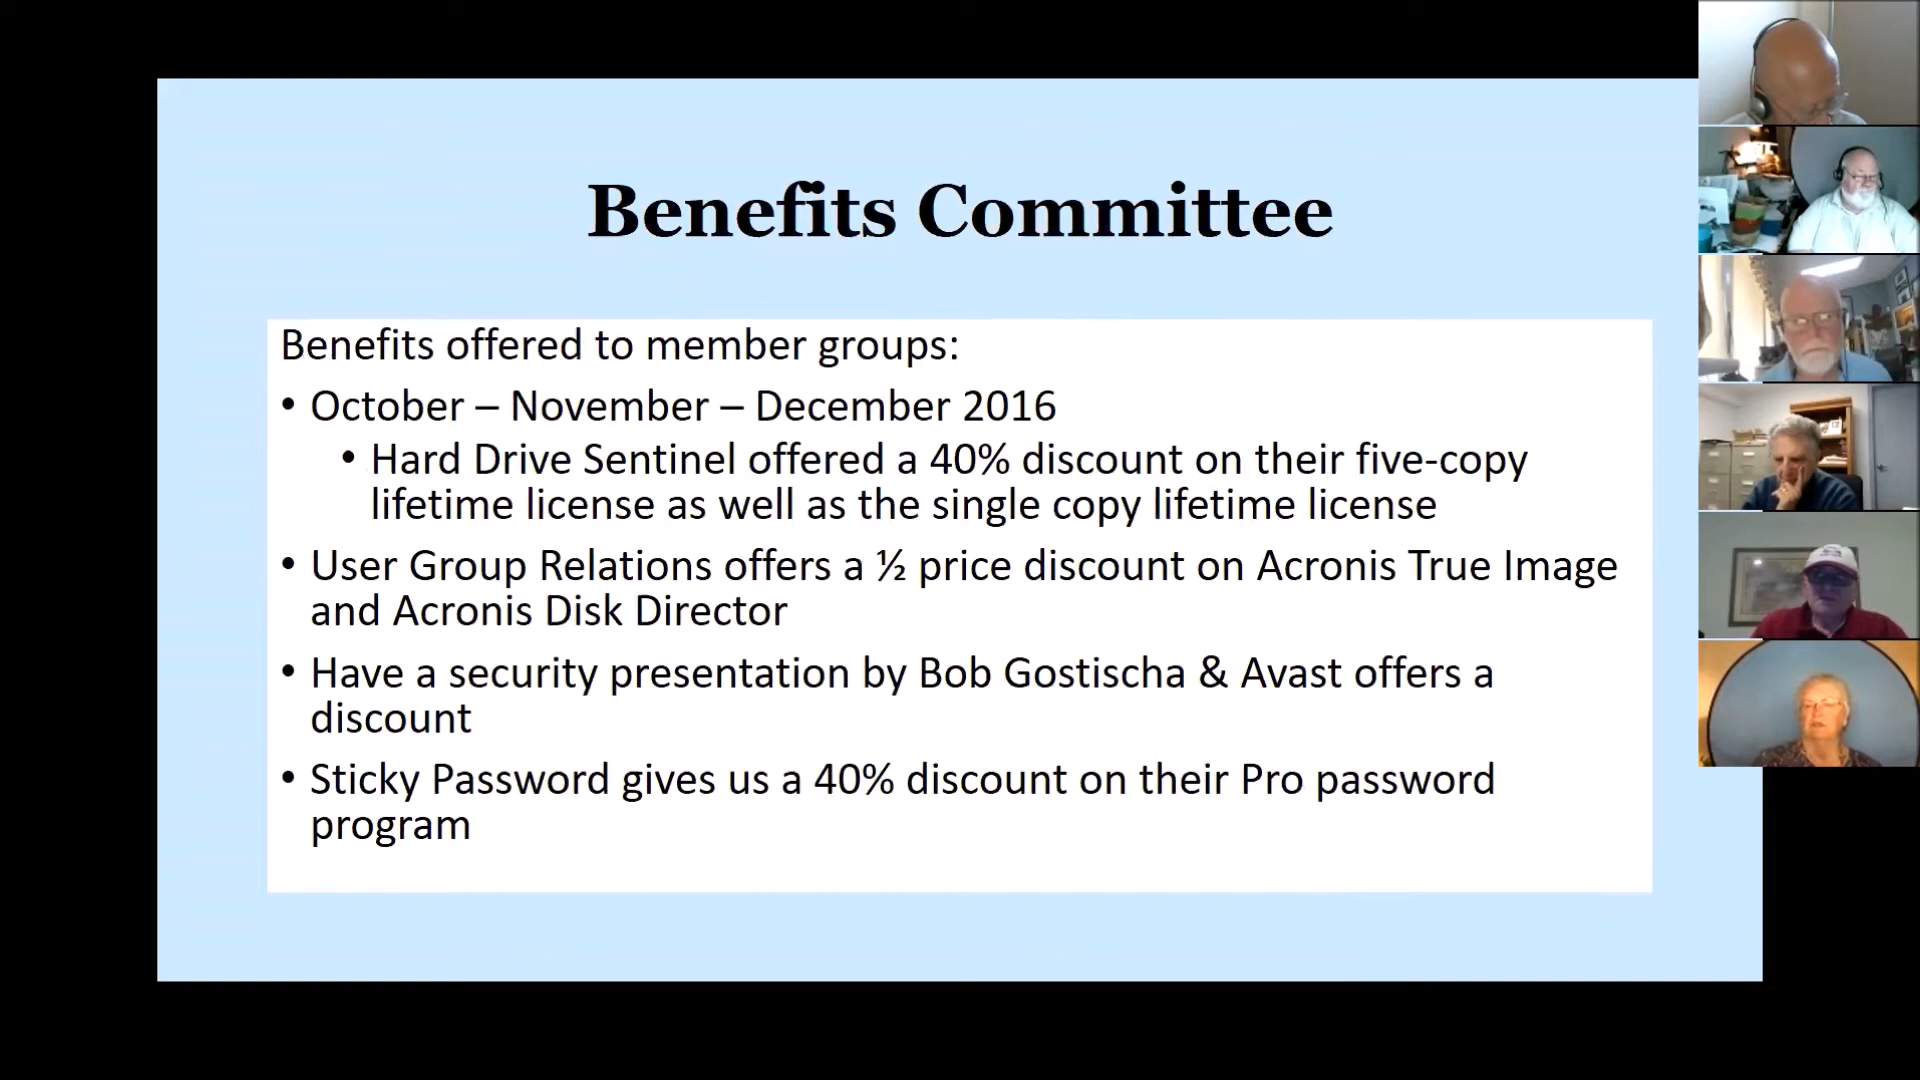 Benefits Committee
Benefits offered to member groups:
• October – November – December 2016
• Hard Drive Sentinel offered a 40% discount on their five-copy
lifetime license as well as the single copy lifetime license
• User Group Relations offers a ½ price discount on Acronis True Image
and Acronis Disk Director
• Have a security presentation by Bob Gostischa & Avast offers a
discount
• Sticky Password gives us a 40% discount on their Pro password
program